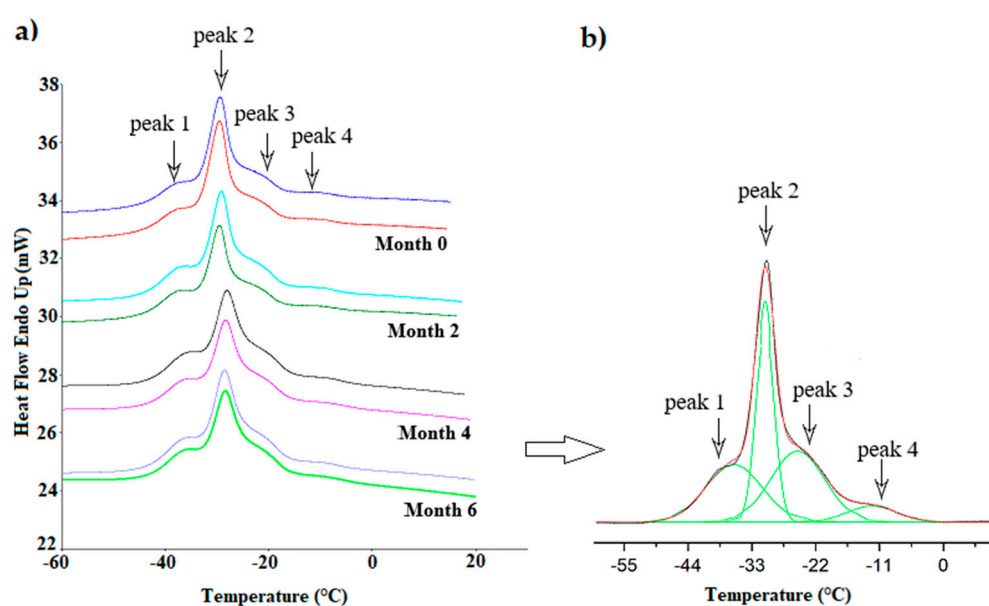 a)
peak 2
peak 1
peak 3
peak 4
Heat Flow Endo Up (mW)
38
36
34
32
30
28
26
24
22
Month 0
Month 2
Month 4
Month 6
-60
-40
-20
-0
20
Temperature (°C)
b)
peak 2
peak 1
peak 3
peak 4
-55
-44
-33
-22
-11
0
Temperature (°C)